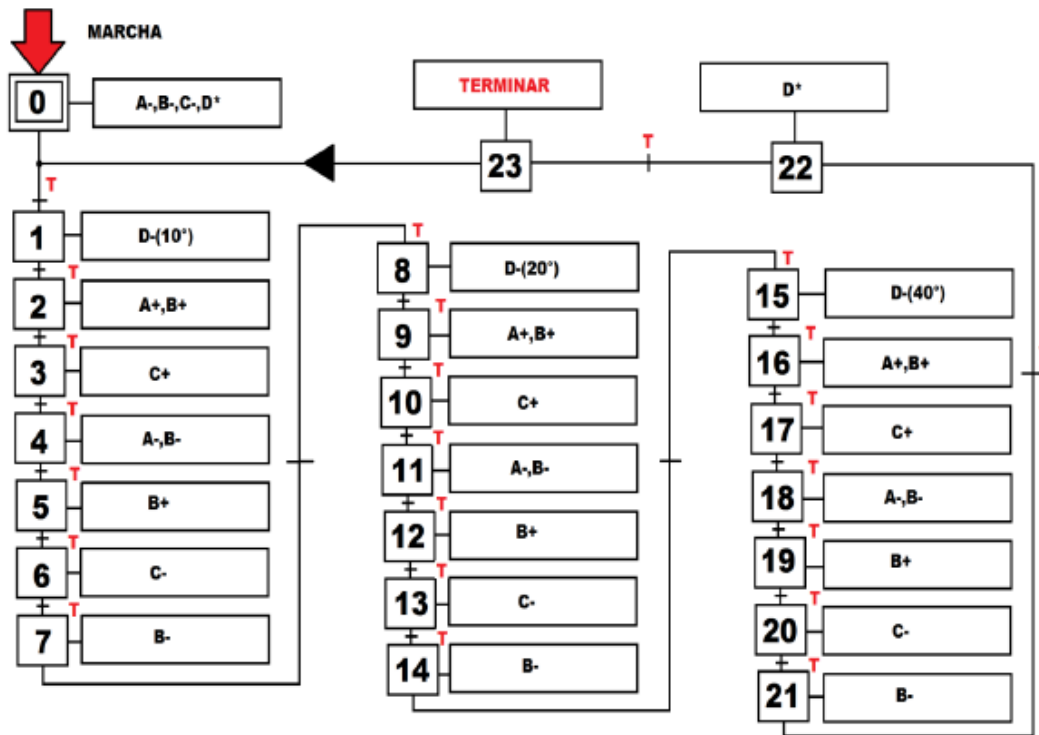 MARCHA
0
A-,B-,C-,D*
TERMINAR
D*
T
23
22
T
1
D-(10°)
T
2
A+,B+
T
3
C+
T
4
A-,B-
T
5
B+
T
6
C-
T
7
B-
T
8
D-(20°)
T
9
A+,B+
T
10
C+
T
11
A-,B-
T
12
B+
T
13
C-
T
14
B-
T
15
D-(40°)
T
16
A+,B+
T
17
C+
T
18
A-,B-
T
19
B+
T
20
C-
T
21
B-